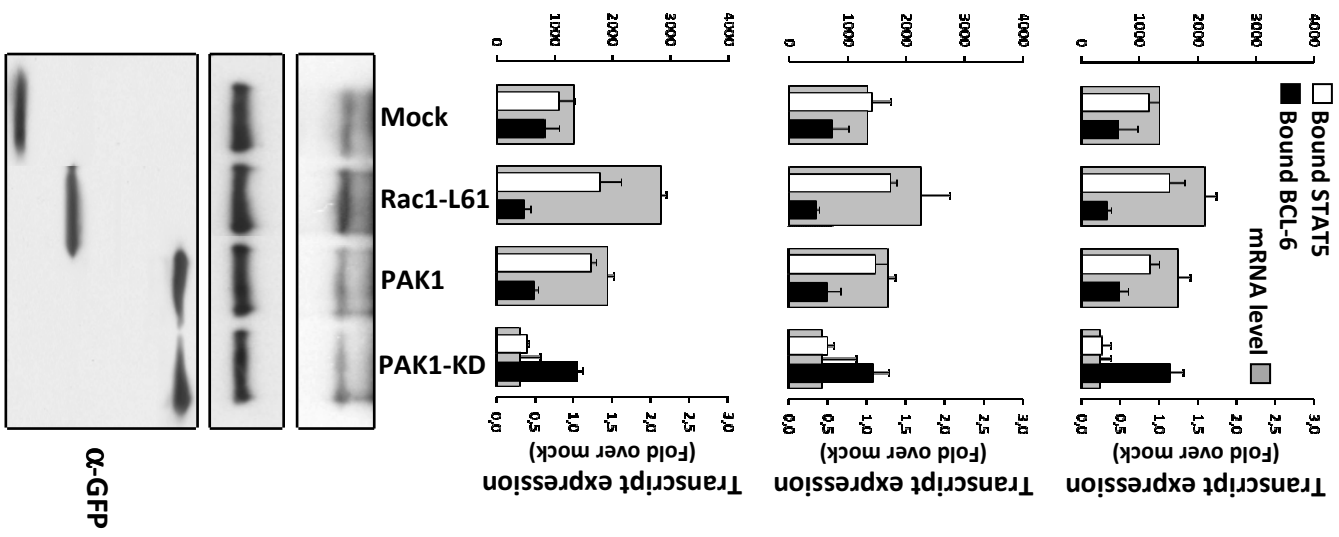 Bound STAT5
Bound BCL-6
mRNA level
0
1000
2000
3000
4000
0,0
0,5
1,0
1,5
2,0
2,5
3,0
Transcript expression
(Fold over mock)
0
1000
2000
3000
4000
0,0
0,5
1,0
1,5
2,0
2,5
3,0
Transcript expression
(Fold over mock)
0
1000
2000
3000
4000
0,0
0,5
1,0
1,5
2,0
2,5
3,0
Transcript expression
(Fold over mock)
Mock
Rac1-L61
PAK1
PAK1-KD
α-GFP